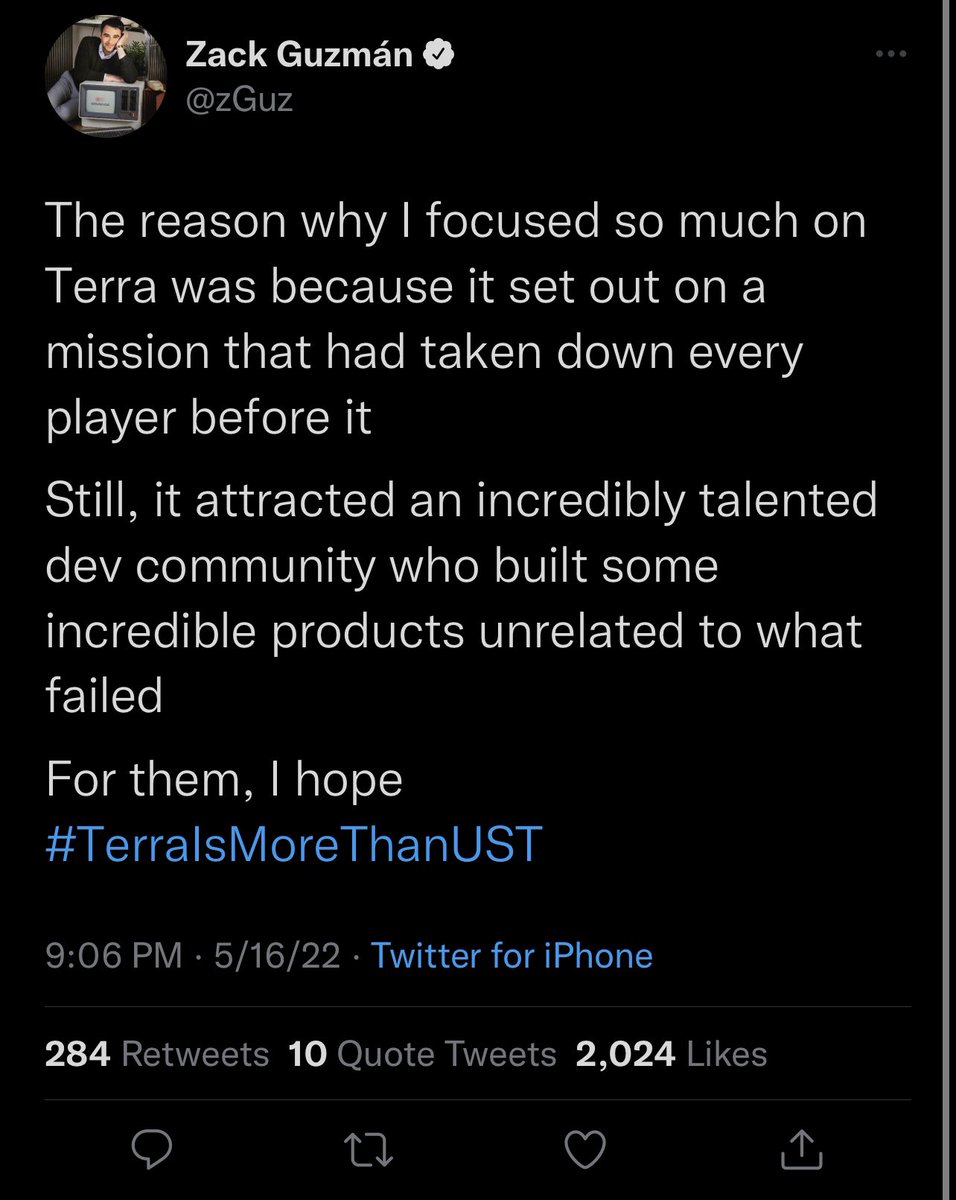 Zack Guzmán
@zGuz
The reason why I focused so much on
Terra was because it set out on a
mission that had taken down every
player before it
Still, it attracted an incredibly talented
dev community who built some
incredible products unrelated to what
failed
For them, I hope
#TerraIsMoreThanUST
9:06 PM · 5/16/22 · Twitter for iPhone
284 Retweets 10 Quote Tweets 2,024 Likes